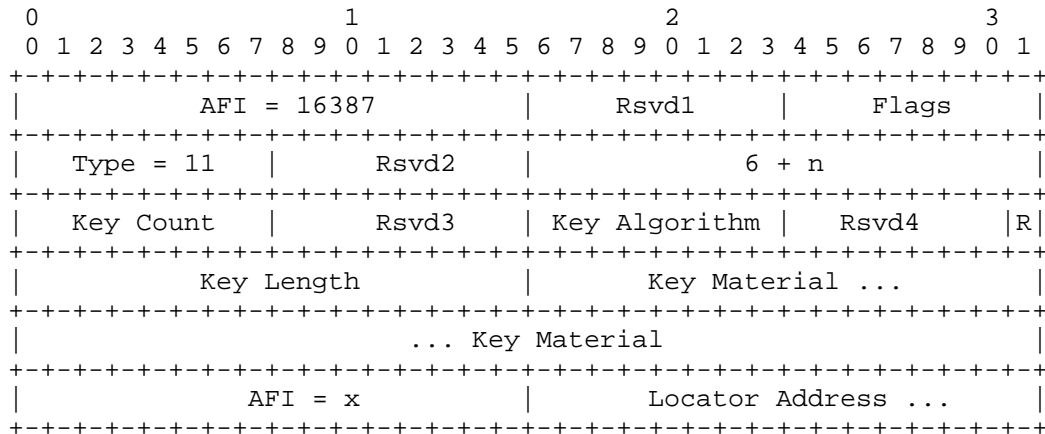 0                   1                   2                   3
 0 1 2 3 4 5 6 7 8 9 0 1 2 3 4 5 6 7 8 9 0 1 2 3 4 5 6 7 8 9 0 1
+-+-+-+-+-+-+-+-+-+-+-+-+-+-+-+-+-+-+-+-+-+-+-+-+-+-+-+-+-+-+-+-+
|           AFI = 16387         |     Rsvd1     |     Flags     |
+-+-+-+-+-+-+-+-+-+-+-+-+-+-+-+-+-+-+-+-+-+-+-+-+-+-+-+-+-+-+-+-+
|   Type = 11   |      Rsvd2    |             6 + n             |
+-+-+-+-+-+-+-+-+-+-+-+-+-+-+-+-+-+-+-+-+-+-+-+-+-+-+-+-+-+-+-+-+
|   Key Count   |      Rsvd3    | Key Algorithm |   Rsvd4     |R|
+-+-+-+-+-+-+-+-+-+-+-+-+-+-+-+-+-+-+-+-+-+-+-+-+-+-+-+-+-+-+-+-+
|           Key Length          |       Key Material ...        |
+-+-+-+-+-+-+-+-+-+-+-+-+-+-+-+-+-+-+-+-+-+-+-+-+-+-+-+-+-+-+-+-+
|                        ... Key Material                       |
+-+-+-+-+-+-+-+-+-+-+-+-+-+-+-+-+-+-+-+-+-+-+-+-+-+-+-+-+-+-+-+-+
|              AFI = x          |       Locator Address ...     |
+-+-+-+-+-+-+-+-+-+-+-+-+-+-+-+-+-+-+-+-+-+-+-+-+-+-+-+-+-+-+-+-+